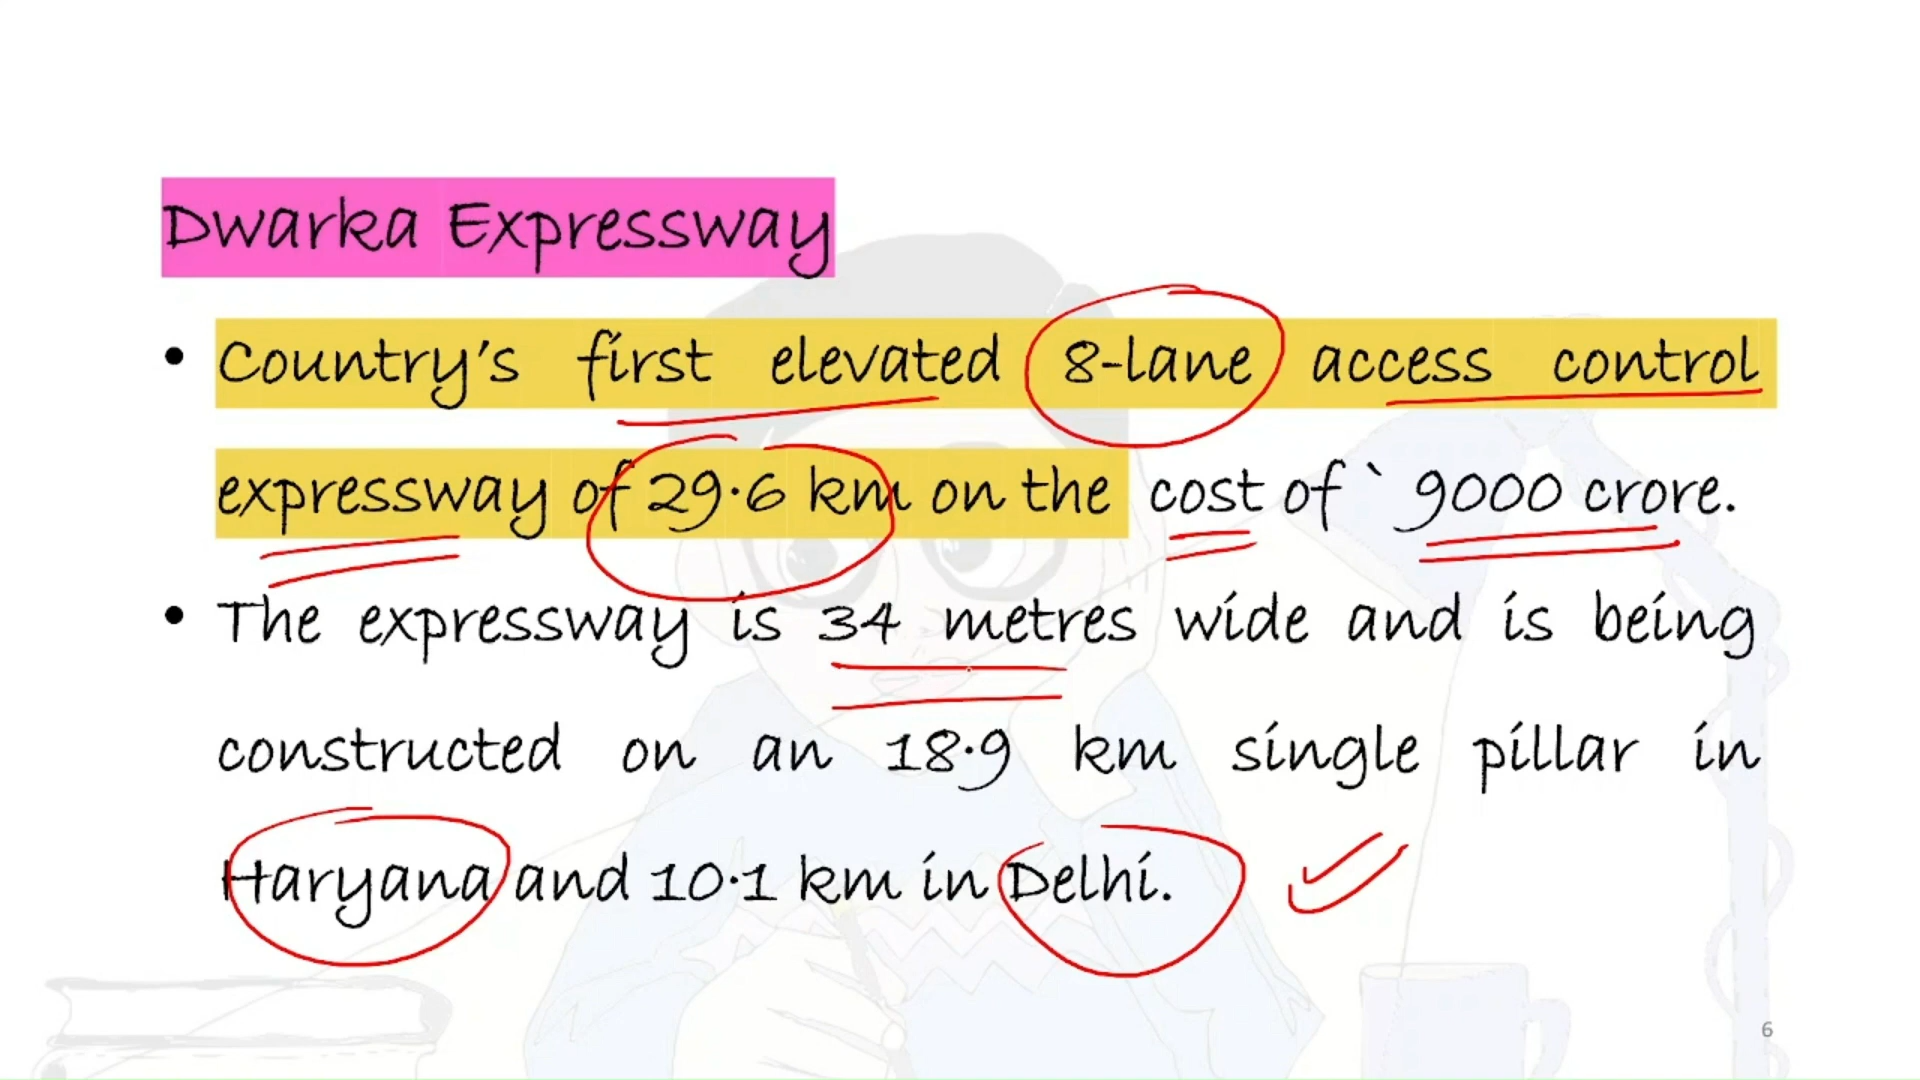 Dwarka Expressway
• Country's first elevated 8-lane access control
expressway of 29.6 km on the cost of ` 9000 crore.
• The expressway is 34 metres wide and is being
constructed on an 18.9 km single pillar in
Haryana and 10.1 km in Delhi.
6